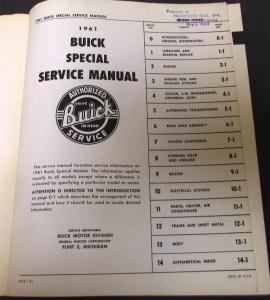 1961 BUICK SPECIAL SERVICE MANUAL
Property of
1961
BUICK
SPECIAL
SERVICE MANUAL
AUTHORIZED
VALVE
Buick
IN HEAD
SERVICE
This service manual furnishes service information on
1961 Buick Special Models. The information applies
equally to all models except where a difference is
indicated by specifying a particular model or series.
ATTENTION IS DIRECTED TO THE INTRODUCTION
on page 0-1 which describes the arrangement of this
manual and how it should be used to locate desired
information.
SERVICE DEPARTMENT
BUICK MOTOR DIVISION
GENERAL MOTORS CORPORATION
FLINT 2, MICHIGAN
0 INTRODUCTION—
GENERAL INFORMATION 0-1
1 LUBRICARE AND
GENERAL SERVICE 1-1
2 ENGINE 2-1
3 ENGINE FUEL AND
EXHAUST SYSTEMS 3-1
4 CLUTCH, S-M TRANSMISSION,
UNIVERSAL JOINT 4-1
5 AUTOMATIC TRANSMISSION 5-1
6 REAR AXLE ASSEMBLY 6-1
7 CHASSIS SUSPENSION 7-1
8 STEERING GEAR
AND LINKAGE 8-1
9 BRAKES 9-1
10 ELECTRICAL SYSTEMS 10-1
11 RADIO, HEATER, AIR
CONDITIONER 11-1
12 FRAME AND SHEET METAL 12-1
13 BODY 13-1
14 ALPHABETICAL INDEX 14-1
LITHO. IN U.S.A.